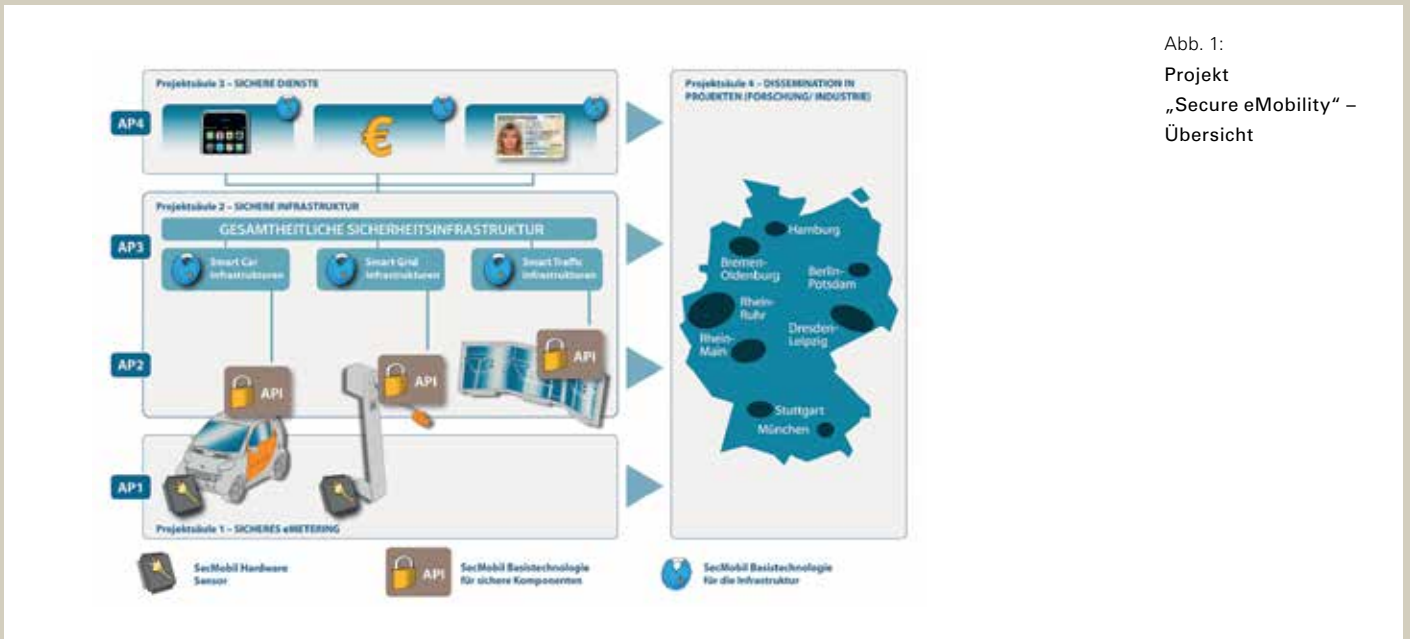 Abb. 1:
Projekt
„Secure eMobility“ –
Übersicht
Projektsäule 3 – SICHERE DIENSTE
AP4
€
Projektsäule 2 – SICHERE INFRASTRUKTUR
GESAMTHEITLICHE SICHERHEITSINFRASTRUKTUR
AP3
Smart Car
Infrastrukturen
Smart Grid
Infrastrukturen
Smart Traffic
Infrastrukturen
AP2
API
API
API
AP1
Projektsäule 1 – SICHERES eMETERING
Projektsäule 4 – DISSEMINATION IN
PROJEKTEN (FORSCHUNG/ INDUSTRIE)
Hamburg
Bremen-
Oldenburg
Berlin-
Potsdam
Rhein-
Ruhr
Dresden-
Leipzig
Rhein-
Main
Stuttgart
München
SecMobil Hardware
Sensor
API
SecMobil Basistechnologie
für sichere Komponenten
SecMobil Basistechnologie
für die Infrastruktur